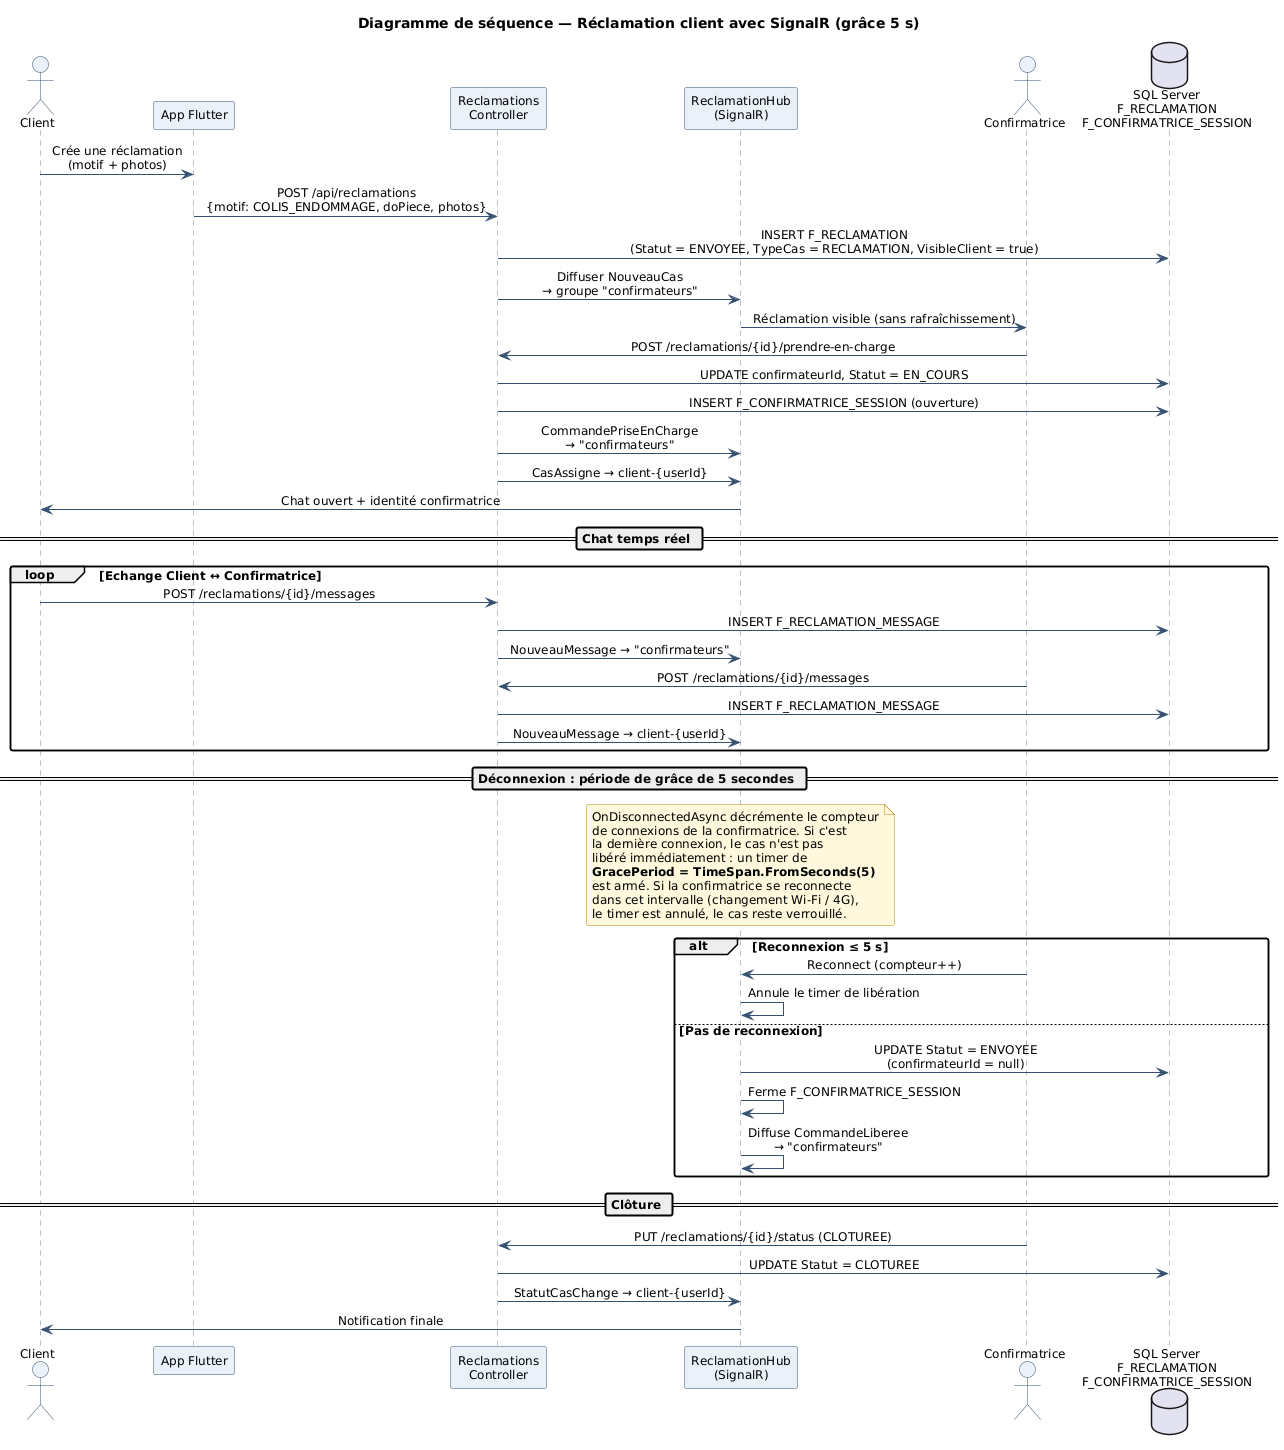 Diagramme de séquence — Réclamation client avec SignalR (grâce 5 s)
Client
App Flutter
Reclamations
Controller
ReclamationHub
(SignalR)
Confirmatrice
SQL Server
F_RECLAMATION
F_CONFIRMATRICE_SESSION
Crée une réclamation
(motif + photos)
POST /api/reclamations
{motif: COLIS_ENDOMMAGE, doPiece, photos}
INSERT F_RECLAMATION
(Statut = ENVOYEE, TypeCas = RECLAMATION, VisibleClient = true)
Diffuser NouveauCas
→ groupe "confirmateurs"
Réclamation visible (sans rafraîchissement)
POST /reclamations/{id}/prendre-en-charge
UPDATE confirmateurId, Statut = EN_COURS
INSERT F_CONFIRMATRICE_SESSION (ouverture)
CommandePriseEnCharge
→ "confirmateurs"
CasAssigne → client-{userId}
Chat ouvert + identité confirmatrice
Chat temps réel
loop [Echange Client ↔ Confirmatrice]
POST /reclamations/{id}/messages
INSERT F_RECLAMATION_MESSAGE
NouveauMessage → "confirmateurs"
POST /reclamations/{id}/messages
INSERT F_RECLAMATION_MESSAGE
NouveauMessage → client-{userId}
Déconnexion : période de grâce de 5 secondes
OnDisconnectedAsync décrémente le compteur
de connexions de la confirmatrice. Si c'est
la dernière connexion, le cas n'est pas
libéré immédiatement : un timer de
GracePeriod = TimeSpan.FromSeconds(5)
est armé. Si la confirmatrice se reconnecte
dans cet intervalle (changement Wi-Fi / 4G),
le timer est annulé, le cas reste verrouillé.
alt [Reconnexion ≤ 5 s]
Reconnect (compteur++)
Annule le timer de libération
[Pas de reconnexion]
UPDATE Statut = ENVOYEE
(confirmateurId = null)
Ferme F_CONFIRMATRICE_SESSION
Diffuse CommandeLiberee
→ "confirmateurs"
Clôture
PUT /reclamations/{id}/status (CLOTUREE)
UPDATE Statut = CLOTUREE
StatutCasChange → client-{userId}
Notification finale
Client
App Flutter
Reclamations
Controller
ReclamationHub
(SignalR)
Confirmatrice
SQL Server
F_RECLAMATION
F_CONFIRMATRICE_SESSION